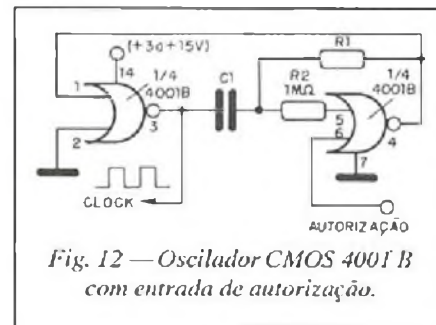 (+3a+15V)
R1
1
14
1/4
4001B
C1
R2
1MΩ
1/4
4001B
2
3
5
6
4
7
CLOCK
AUTORIZAÇÃO
Fig. 12 — Oscilador CMOS 4001 B
com entrada de autorização.